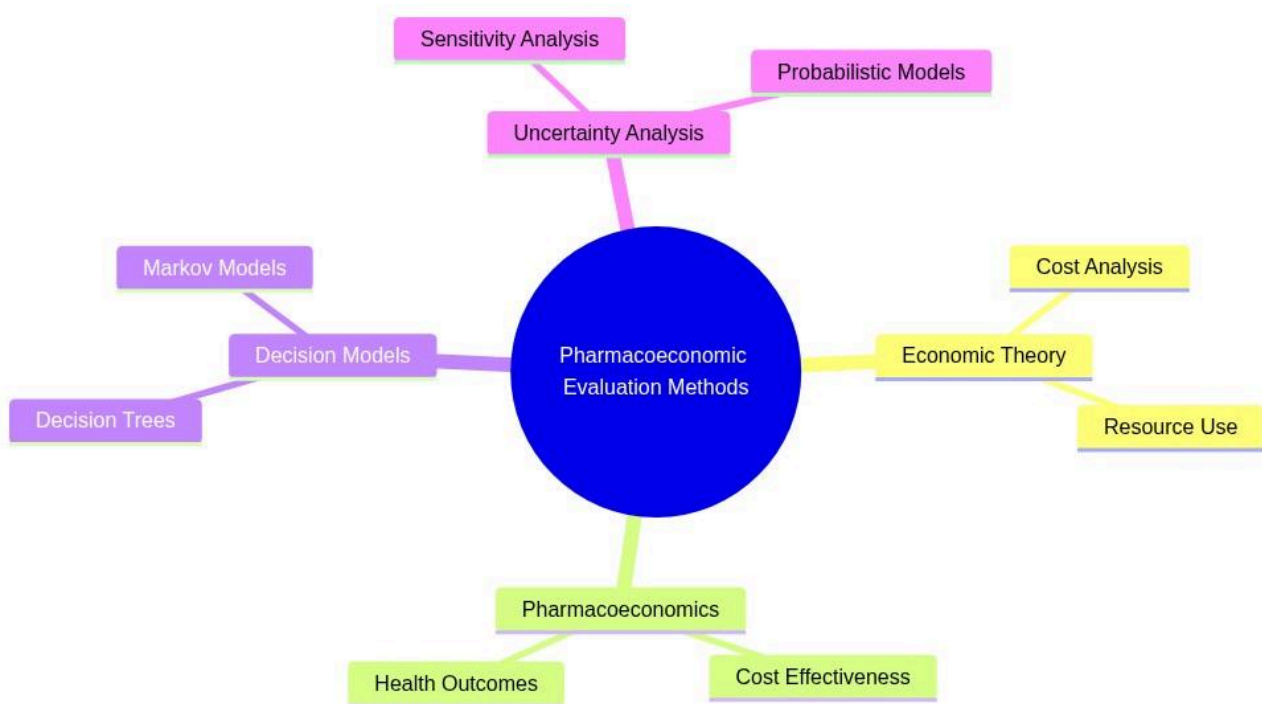 Sensitivity Analysis
Probabilistic Models
Uncertainty Analysis
Markov Models
Cost Analysis
Decision Models
Pharmacoeconomic
Evaluation Methods
Economic Theory
Decision Trees
Resource Use
Pharmacoeconomics
Health Outcomes
Cost Effectiveness